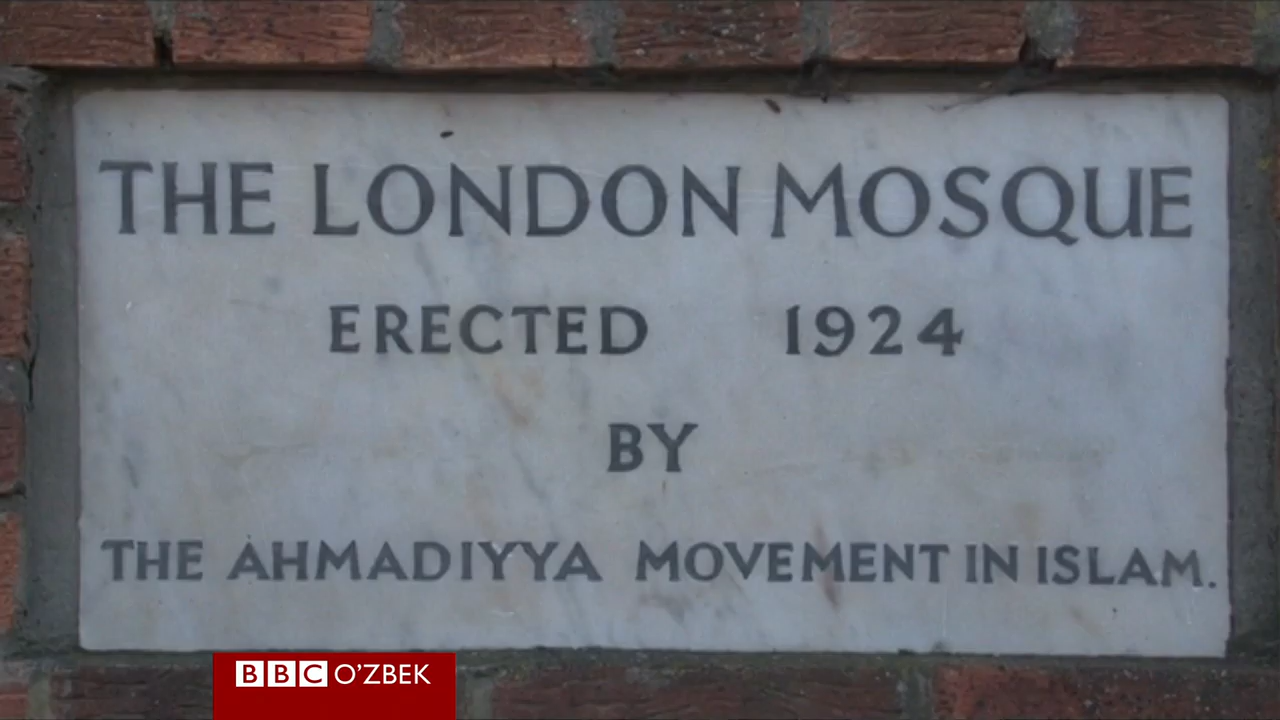 THE LONDON MOSQUE
ERECTED 1924
BY
THE AHMADIYYA MOVEMENT IN ISLAM.
BBC O'ZBEK